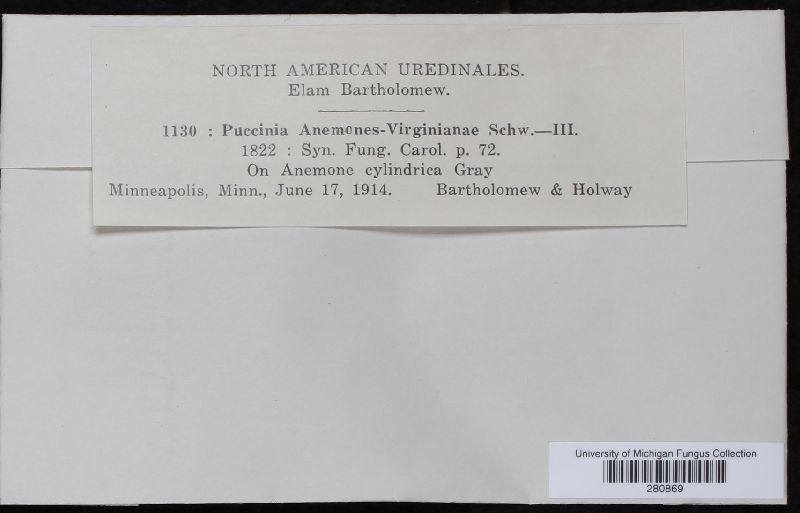 NORTH AMERICAN UREDINALES.
Elam Bartholomew.
1130 : Puccinia Anemones-Virginianae Schw.—III.
1822 : Syn. Fung. Carol. p. 72.
On Anemone cylindrica Gray
Minneapolis, Minn., June 17, 1914. Bartholomew & Holway
University of Michigan Fungus Collection
280869